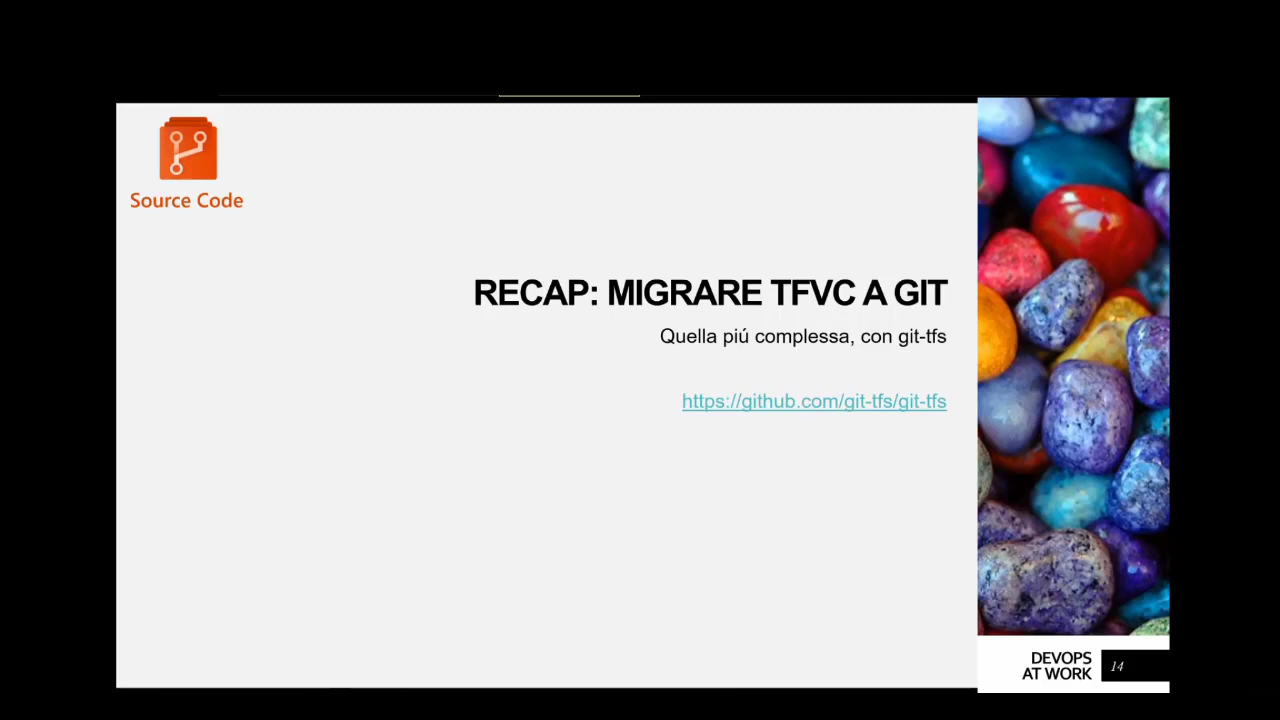 Source Code
RECAP: MIGRARE TFVC A GIT
Quella piú complessa, con git-tfs
https://github.com/git-tfs/git-tfs
DEVOPS
AT WORK
14